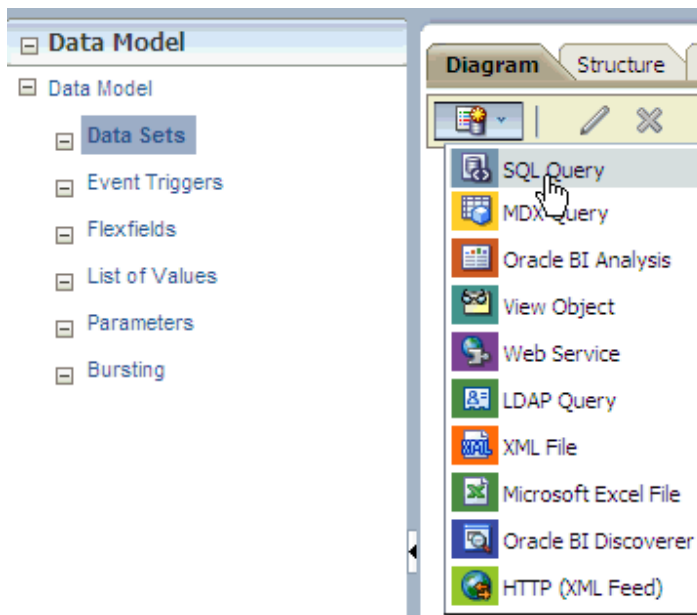 Data Model
Data Model
Data Sets
Event Triggers
Flexfields
List of Values
Parameters
Bursting
Diagram
Structure
SQL Query
MDX Query
Oracle BI Analysis
View Object
Web Service
LDAP Query
XML File
Microsoft Excel File
Oracle BI Discoverer
HTTP (XML Feed)